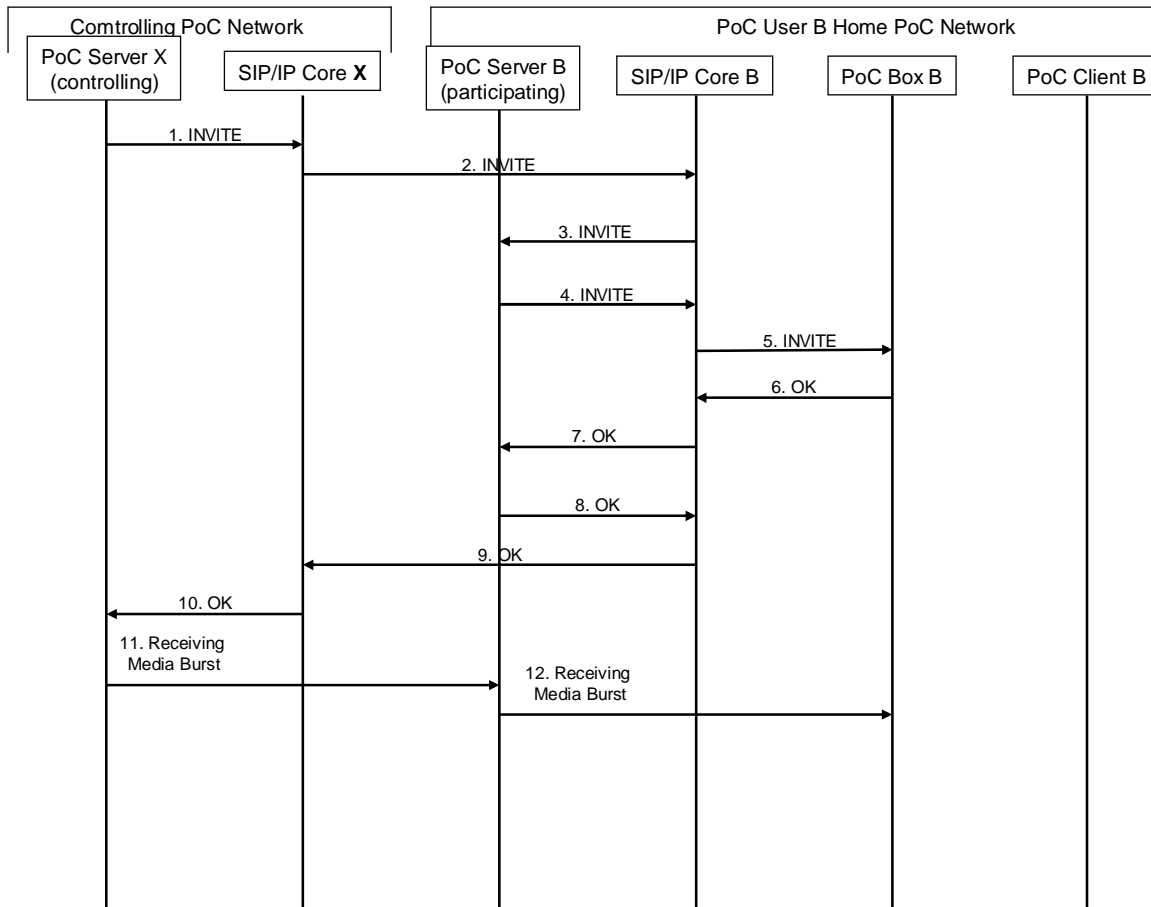 Comtrolling PoC Network
PoC User B Home PoC Network
PoC Server X
(controlling)
SIP/IP Core X
PoC Server B
(participating)
SIP/IP Core B
PoC Box B
PoC Client B
1. INVITE
2. INVITE
3. INVITE
4. INVITE
5. INVITE
6. OK
7. OK
8. OK
9. OK
10. OK
11. Receiving
Media Burst
12. Receiving
Media Burst